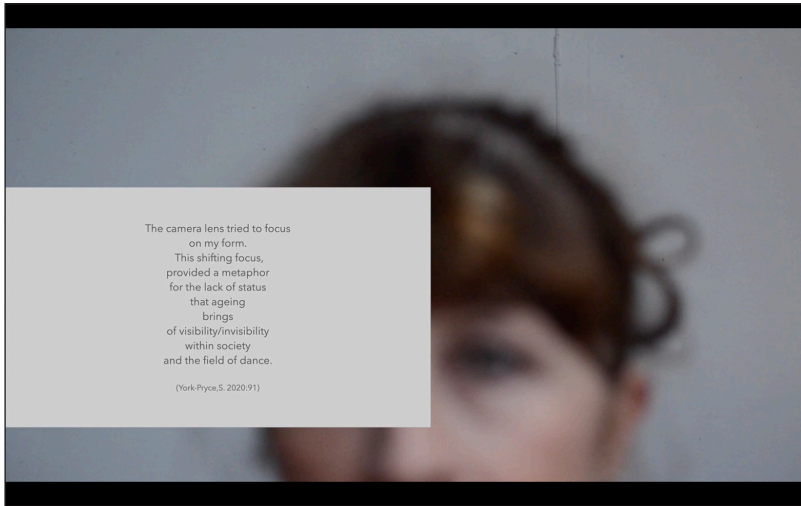 The camera lens tried to focus
on my form.
This shifting focus,
provided a metaphor
for the lack of status
that ageing
brings
of visibility/invisibility
within society
and the field of dance.
(York-Pryce,S. 2020:91)